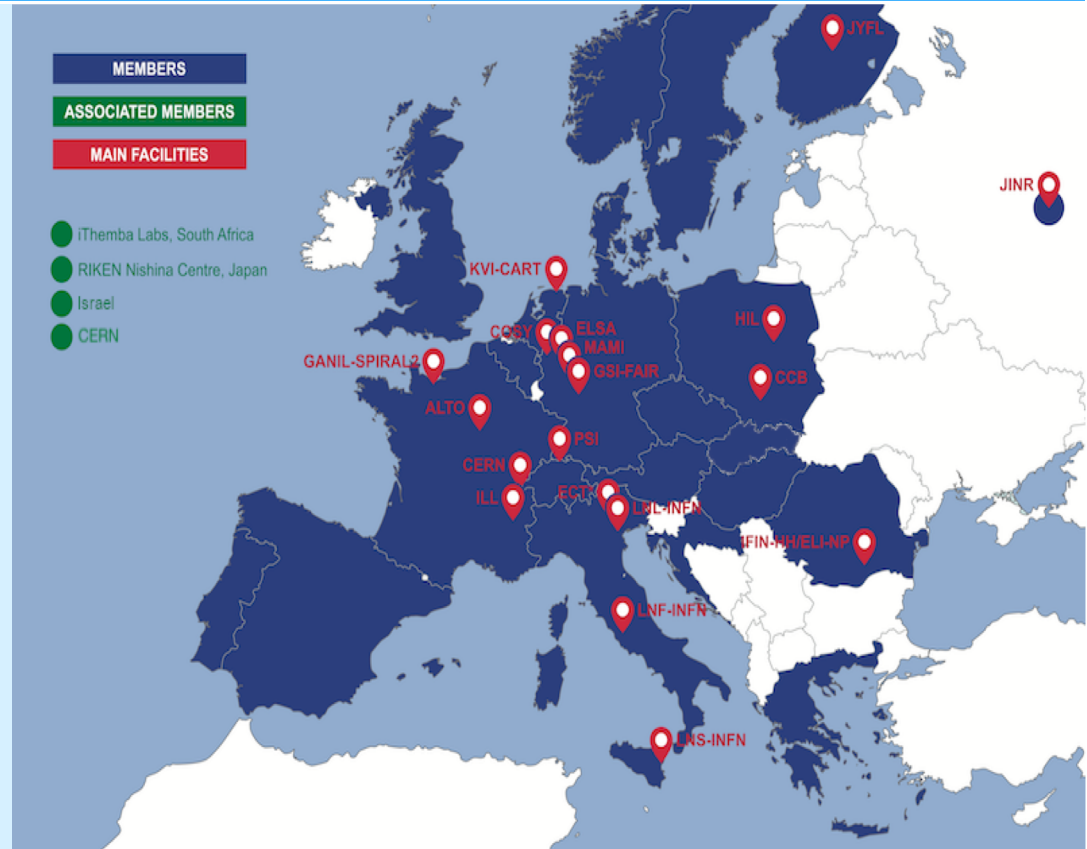 MEMBERS
ASSOCIATED MEMBERS
MAIN FACILITIES
iThemba Labs, South Africa
RIKEN Nishina Centre, Japan
Israel
CERN
JYFL
JINR
KVI-CART
HIL
COSY
ELSA
MAMI
GANIL-SPIRAL2
GSI-FAIR
CCB
ALTO
PSI
CERN
ILL
ECT*
LNL-INFN
IFIN-HH/ELI-NP
LNF-INFN
LNS-INFN